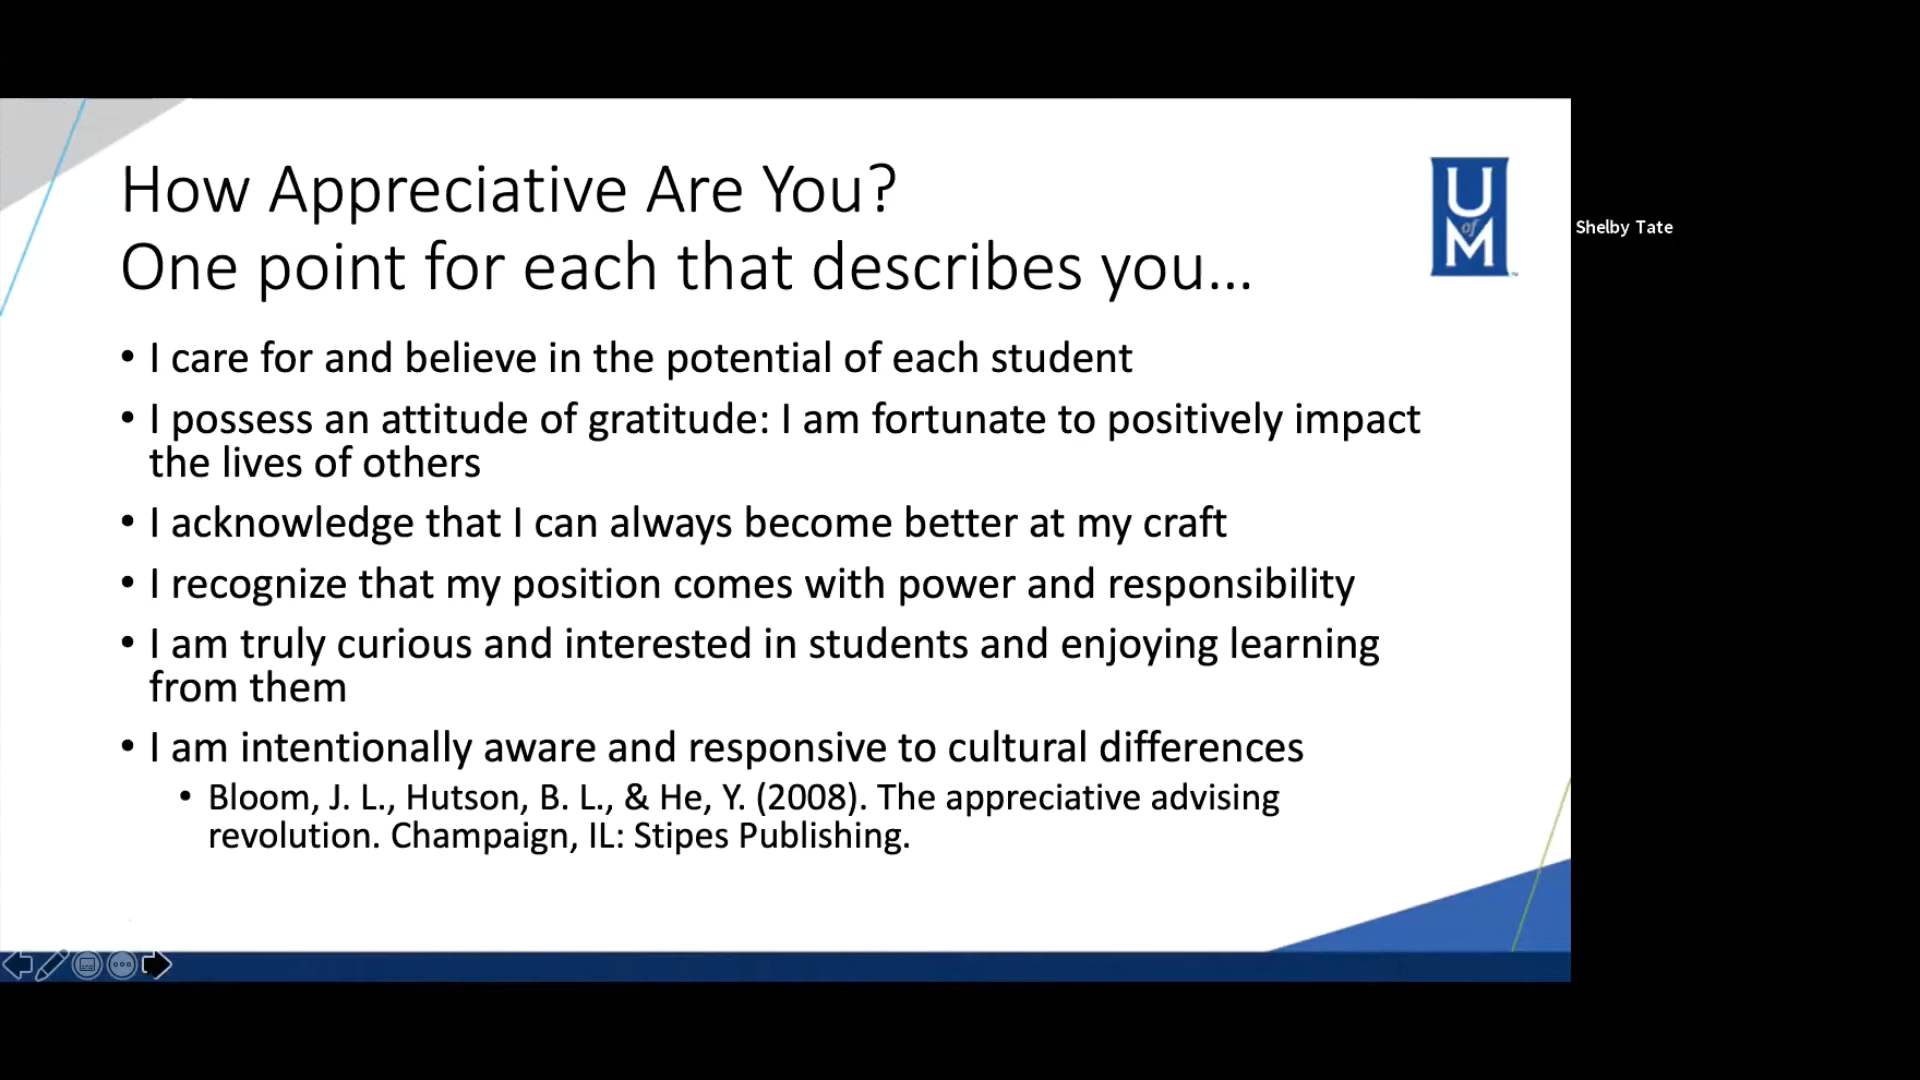 How Appreciative Are You?
One point for each that describes you...
• I care for and believe in the potential of each student
• I possess an attitude of gratitude: I am fortunate to positively impact
the lives of others
• I acknowledge that I can always become better at my craft
• I recognize that my position comes with power and responsibility
• I am truly curious and interested in students and enjoying learning
from them
• I am intentionally aware and responsive to cultural differences
• Bloom, J. L., Hutson, B. L., & He, Y. (2008). The appreciative advising
revolution. Champaign, IL: Stipes Publishing.
U
of
M
™
Shelby Tate